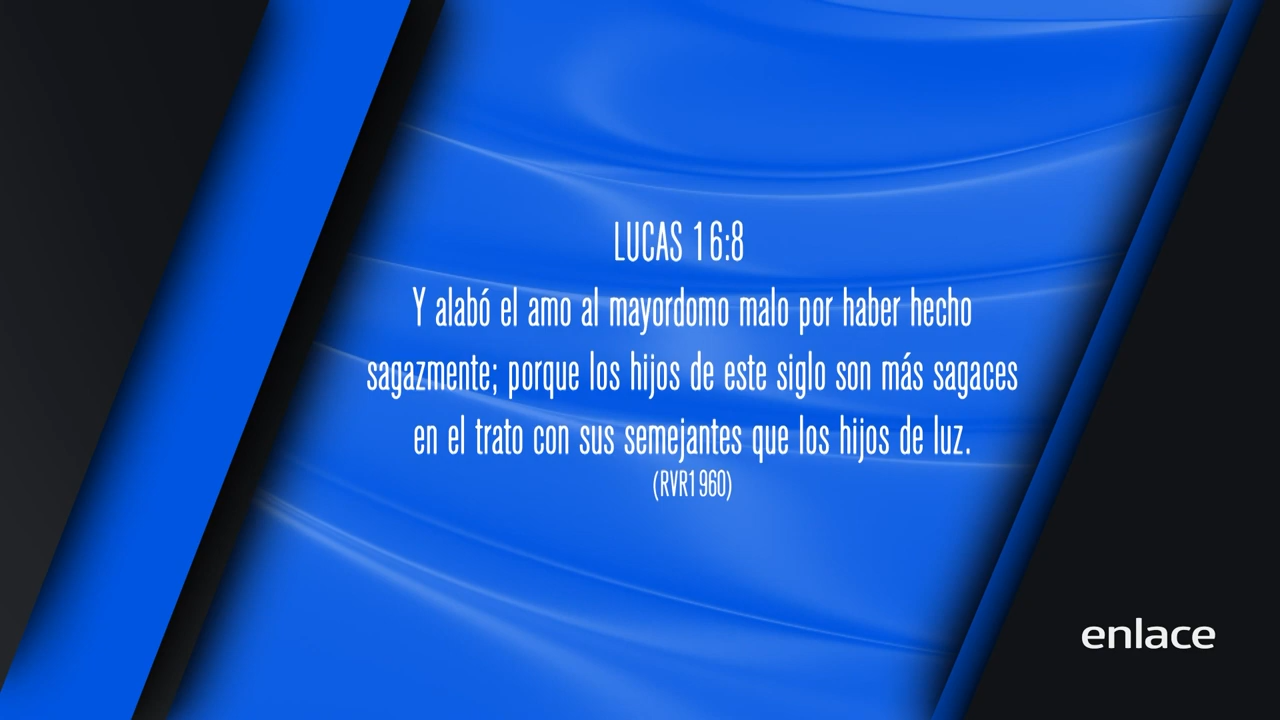 LUCAS 16:8
Y alabó el amo al mayordomo malo por haber hecho
sagazmente; porque los hijos de este siglo son más sagaces
en el trato con sus semejantes que los hijos de luz.
(RVR1960)
enlace